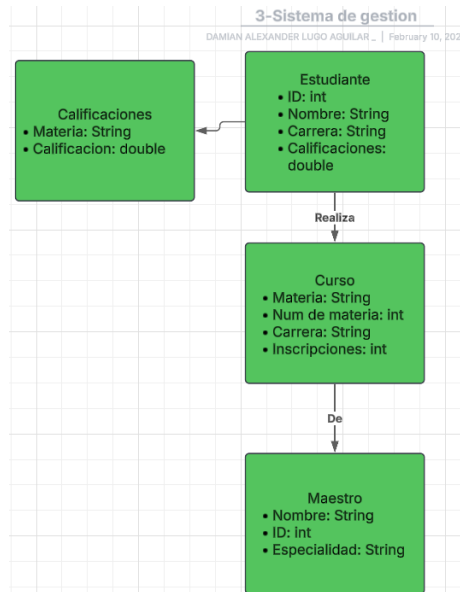 3-Sistema de gestion
DAMIAN ALEXANDER LUGO AGUILAR _ | February 10, 202
Calificaciones
• Materia: String
• Calificacion: double
Estudiante
• ID: int
• Nombre: String
• Carrera: String
• Calificaciones:
double
Realiza
Curso
• Materia: String
• Num de materia: int
• Carrera: String
• Inscripciones: int
De
Maestro
• Nombre: String
• ID: int
• Especialidad: String